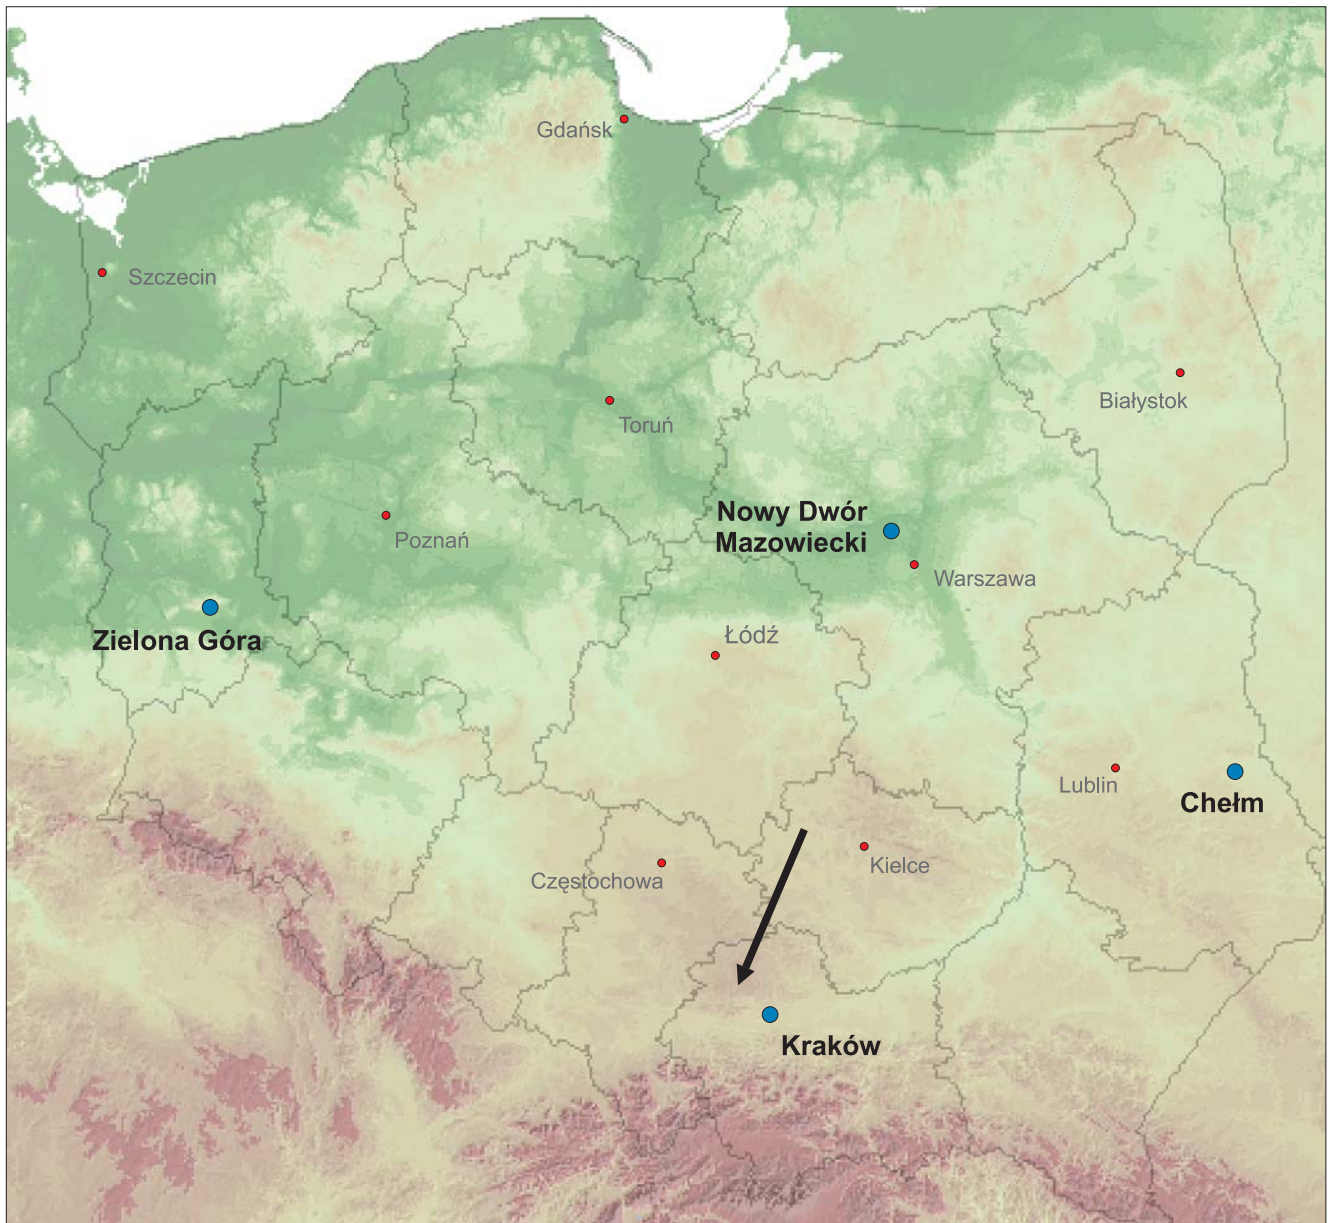 Gdańsk
Szczecin
Białystok
Toruń
Nowy Dwór
Mazowiecki
Poznań
Warszawa
Zielona Góra
Łódź
Lublin
Chełm
Kielce
Częstochowa
Kraków